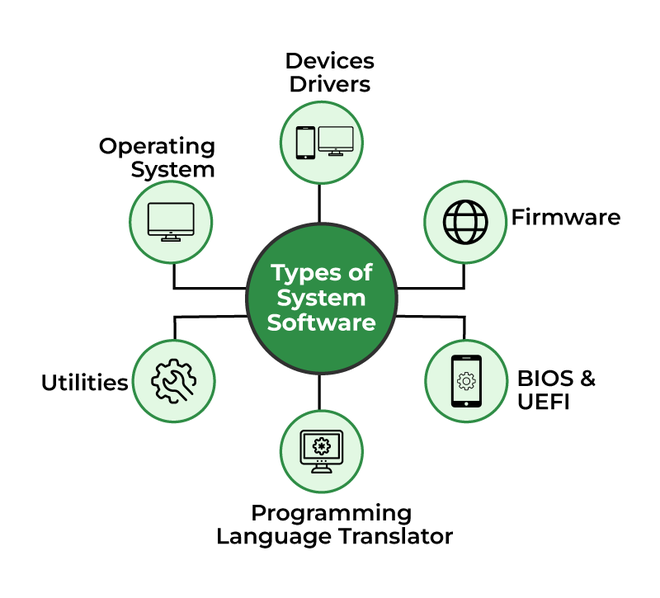 Devices
Drivers
Operating
System
Firmware
Types of
System
Software
Utilities
BIOS &
UEFI
Programming
Language Translator